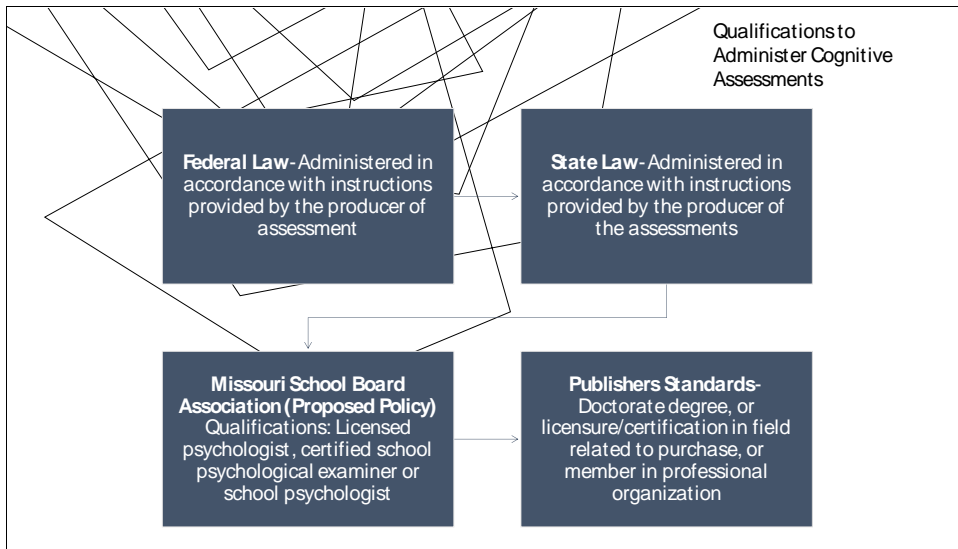 Qualifications to
Administer Cognitive
Assessments
Federal Law- Administered in
accordance with instructions
provided by the producer of
assessment
State Law- Administered in
accordance with instructions
provided by the producer of
the assessments
Missouri School Board
Association (Proposed Policy)
Qualifications: Licensed
psychologist, certified school
psychological examiner or
school psychologist
Publishers Standards-
Doctorate degree, or
licensure/certification in field
related to purchase, or
member in professional
organization